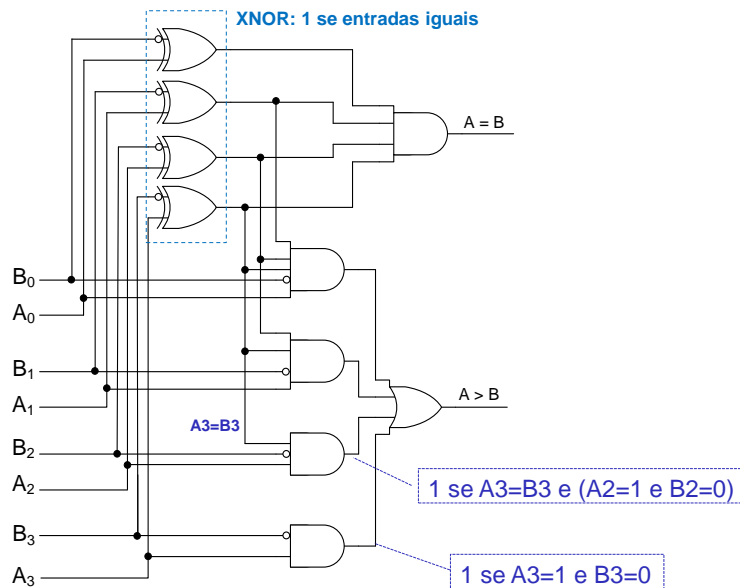 XNOR: 1 se entradas iguais
A = B
B0
A0
B1
A1
A > B
A3=B3
B2
A2
1 se A3=B3 e (A2=1 e B2=0)
B3
A3
1 se A3=1 e B3=0